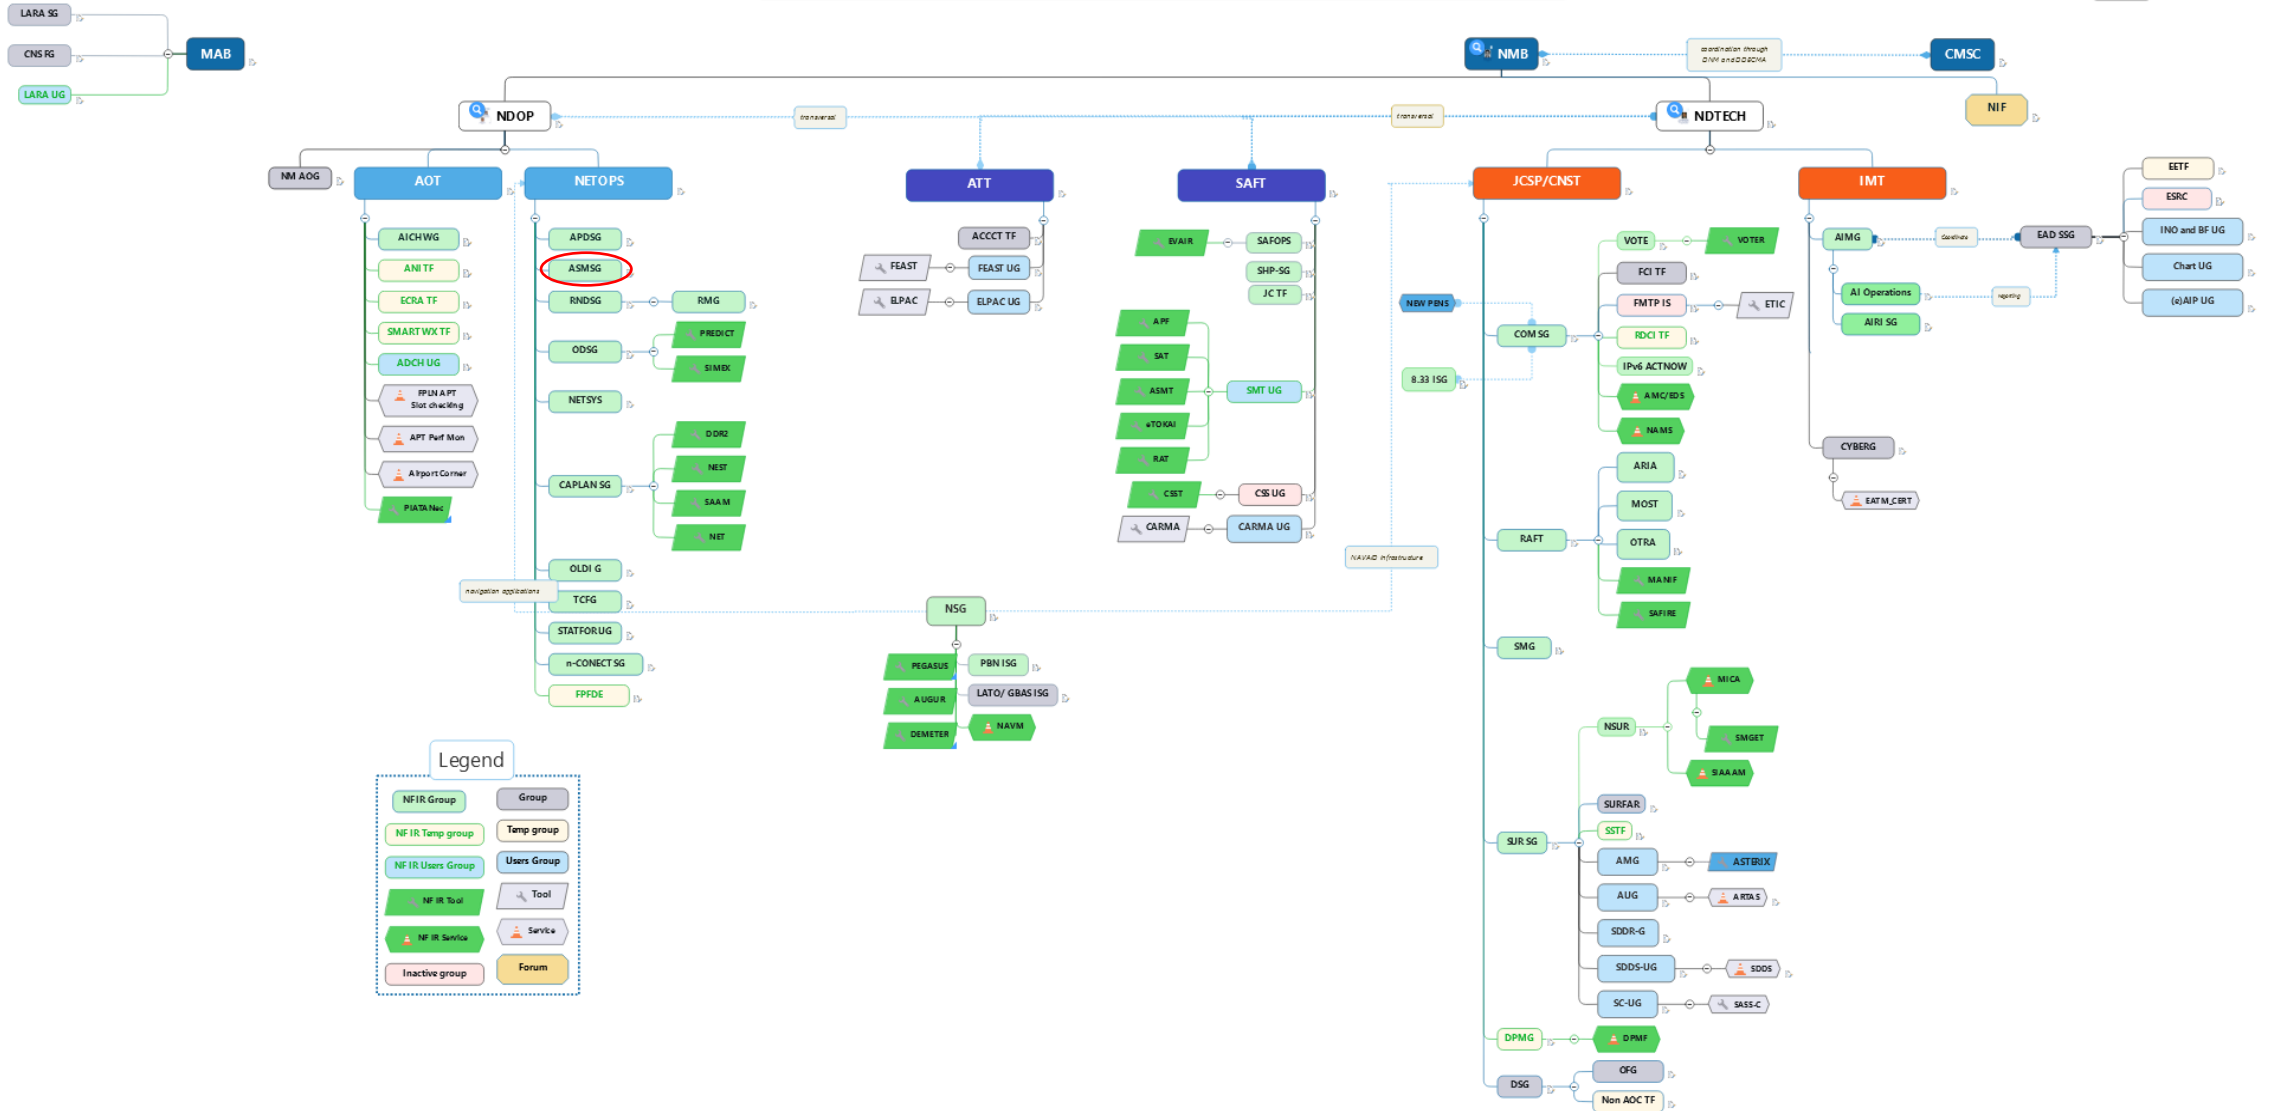 LARA SG
CNS FG
LARA UG
MAB
NMB
coordination through
DNM and DDECMA
CMSC
NIF
NDOP
transversal
transversal
NDTECH
NM AOG
AOT
NETOPS
ATT
SAFT
JCSP/CNST
IMT
AICHWG
ANI TF
ECRA TF
SMARTWX TF
ADCH UG
FPLN APT
Slot checking
APT Perf Mon
Airport Corner
PIATANec
APDSG
ASMSG
RNDSG
RMG
ODSG
PREDICT
SIMEX
NETSYS
CAPLAN SG
DDR2
NEST
SAAM
NET
OLDI G
navigation applications
TCFG
STATFOR UG
n-CONECT SG
FPFDE
ACCCT TF
FEAST
FEAST UG
ELPAC
ELPAC UG
EVAIR
SAFOPS
SHP-SG
JC TF
APF
SAT
ASMT
eTOKAI
RAT
SMT UG
CSST
CSS UG
CARMA
CARMA UG
NAVAID infrastructure
NSG
PEGASUS
AUGUR
DEMETER
PBN ISG
LATO/ GBAS ISG
NAVM
NEW PENS
8.33 ISG
COM SG
VOTE
VOTER
FCI TF
FMTP IS
ETIC
RDCI TF
IPv6 ACTNOW
AMC/EDS
NAMS
RAFT
ARIA
MOST
OTRA
MANIF
SAFIRE
SMG
SUR SG
NSUR
MICA
SMGET
SIAAAM
SURFAR
SSTF
AMG
ASTERIX
AUG
ARTAS
SDDR-G
SDDS-UG
SDDS
SC-UG
SASS-C
DPMG
DPMF
DSG
OFG
Non AOC TF
AIMG
Coordinate
EAD SSG
AI Operations
reporting
AIRI SG
CYBERG
EATM_CERT
EETF
ESRC
INO and BF UG
Chart UG
(e)AIP UG
Legend
NFIR Group
Group
NF IR Temp group
Temp group
NF IR Users Group
Users Group
NF IR Tool
Tool
NF IR Service
Service
Inactive group
Forum